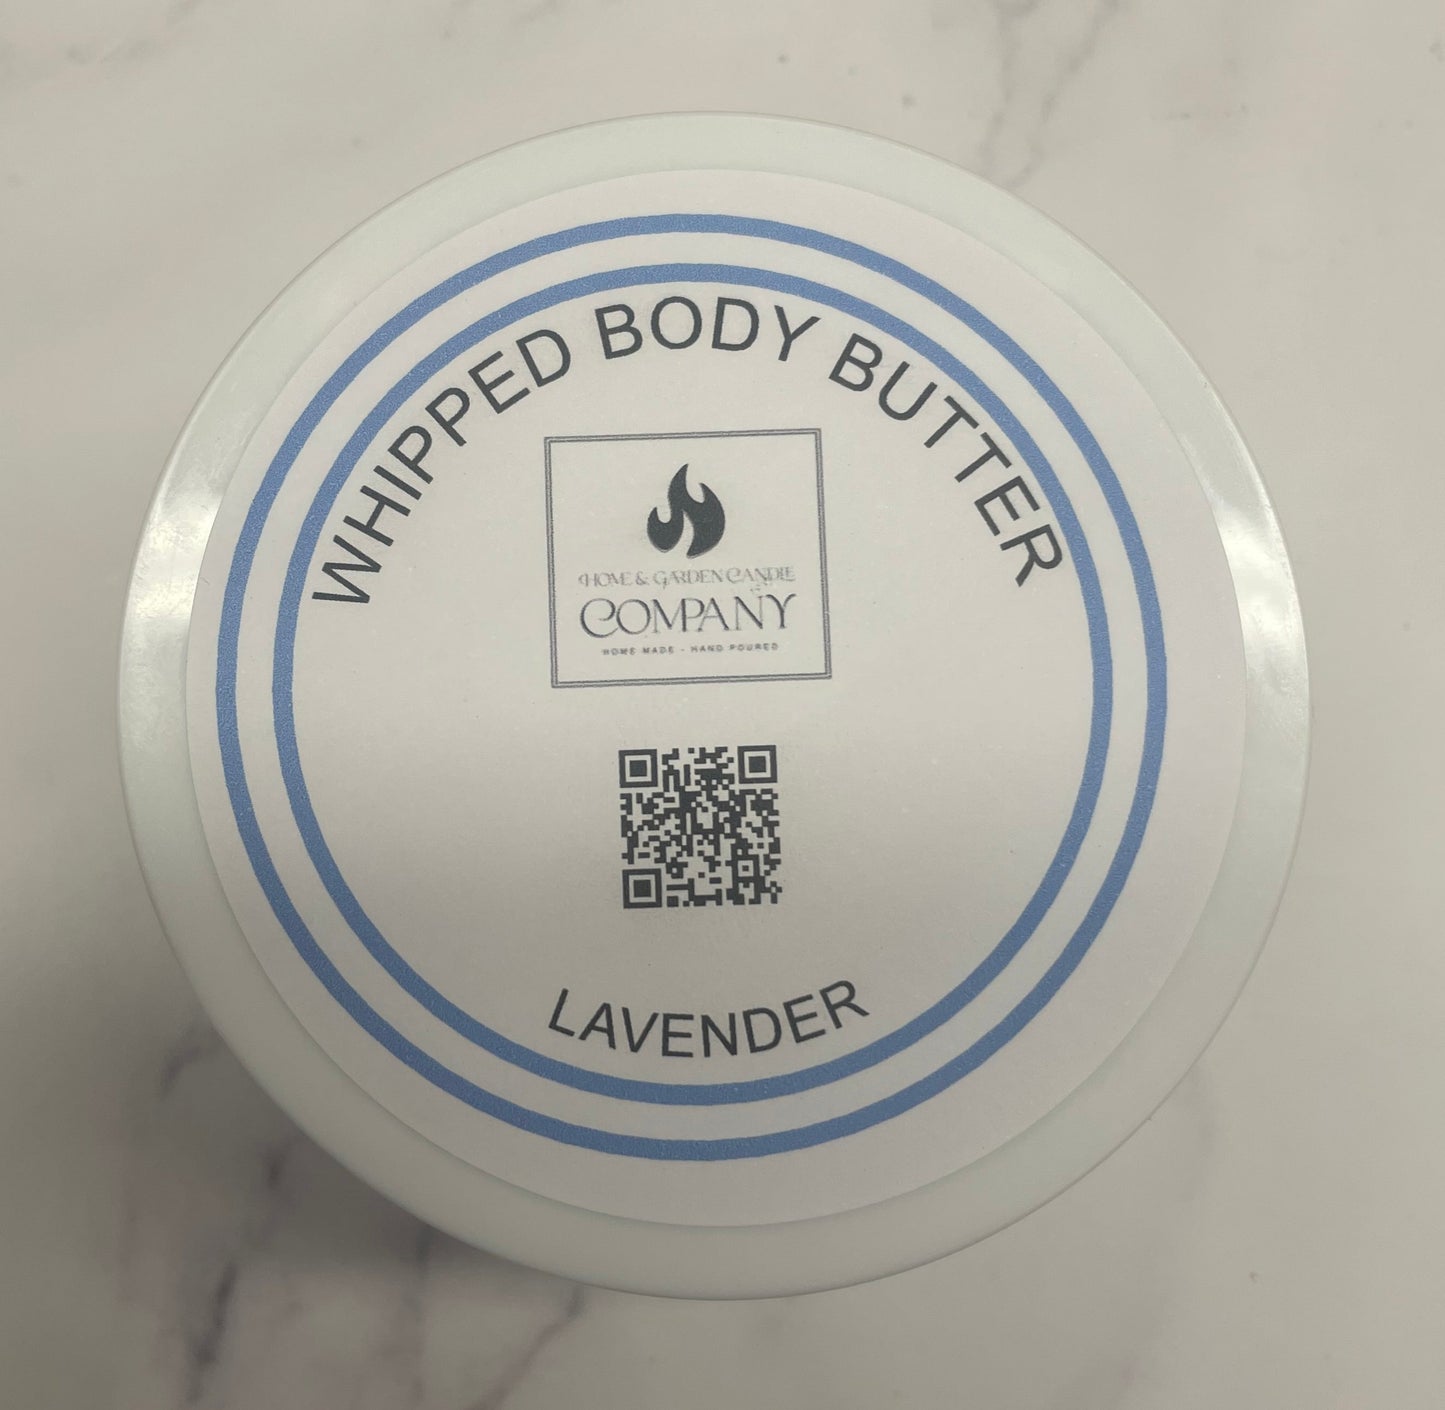 WHIPPED BODY BUTTER
HOME & GARDEN CANDLE
COMPANY
HOME MADE - HAND POURED
LAVENDER